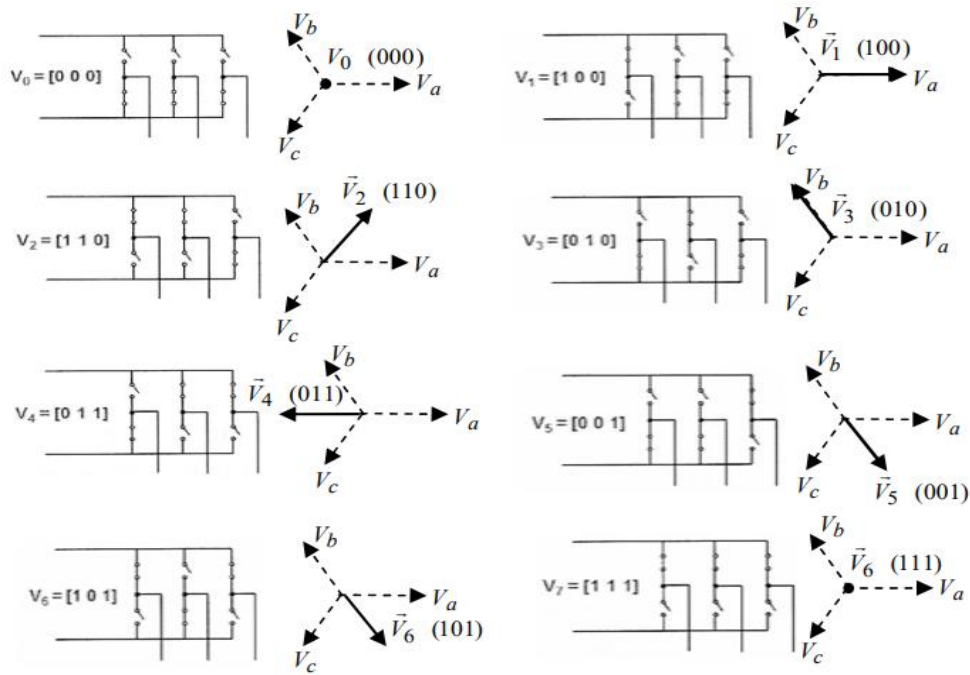 V₀ = [0 0 0]
V_b
V_0 (000)
V_a
V_c
V₁ = [1 0 0]
V_b
V⃗_1 (100)
V_a
V_c
V₂ = [1 1 0]
V_b
V⃗_2 (110)
V_a
V_c
V₃ = [0 1 0]
V_b
V⃗_3 (010)
V_a
V_c
V₄ = [0 1 1]
V⃗_4 (011)
V_b
V_a
V_c
V₅ = [0 0 1]
V_b
V_a
V_c
V⃗_5 (001)
V₆ = [1 0 1]
V_b
V_a
V⃗_6 (101)
V_c
V₇ = [1 1 1]
V_b
V⃗_6 (111)
V_a
V_c